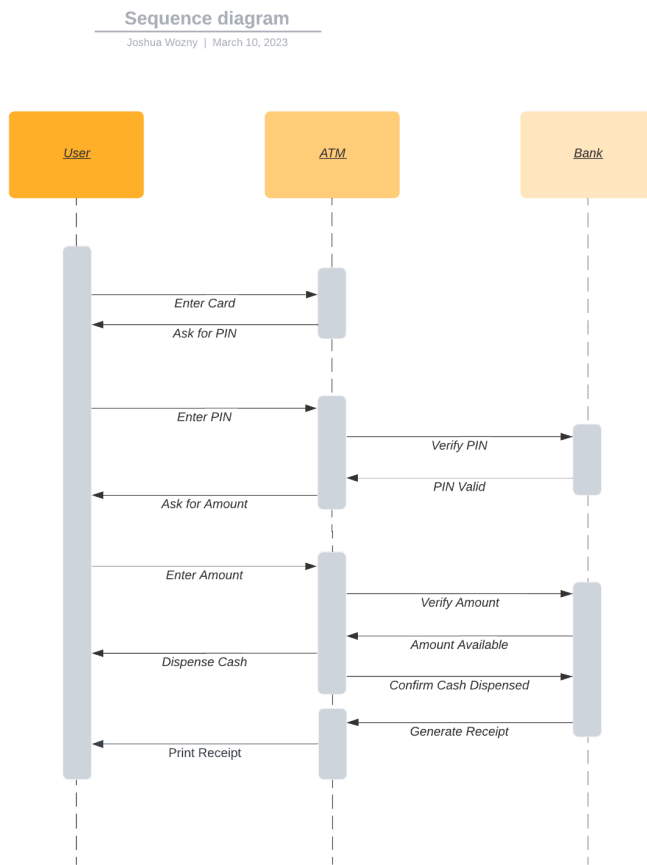 Sequence diagram
Joshua Wozny | March 10, 2023
User
ATM
Bank
Enter Card
Ask for PIN
Enter PIN
Verify PIN
PIN Valid
Ask for Amount
Enter Amount
Verify Amount
Amount Available
Dispense Cash
Confirm Cash Dispensed
Generate Receipt
Print Receipt